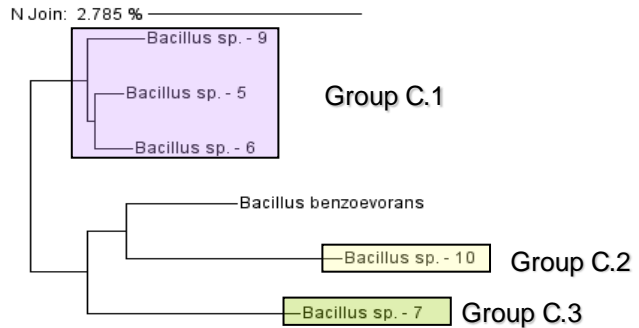 N Join: 2.785 %
Bacillus sp. - 9
Bacillus sp. - 5
Group C.1
Bacillus sp. - 6
Bacillus benzoevorans
Bacillus sp. - 10
Group C.2
Bacillus sp. - 7
Group C.3